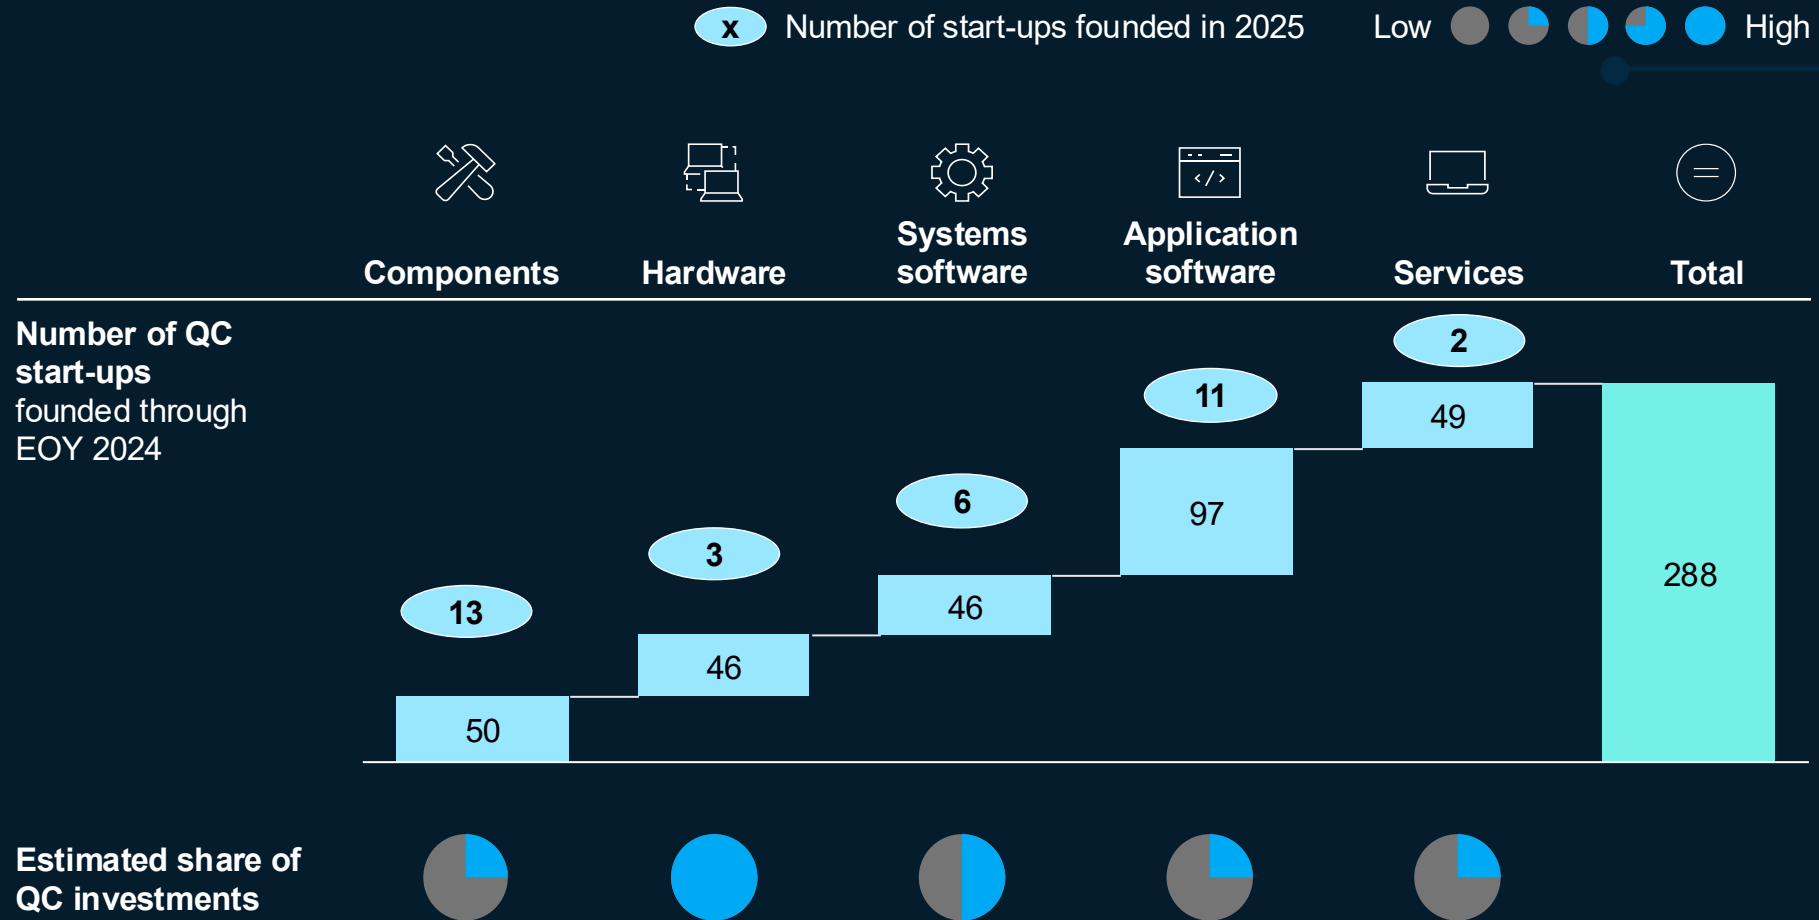 x Number of start-ups founded in 2025 Low High
Systems Application
Components Hardware software software Services Total
Number of QC
start-ups
founded through
EOY 2024
2
11
49
6
97
3
288
13
46
46
50
Estimated share of
QC investments